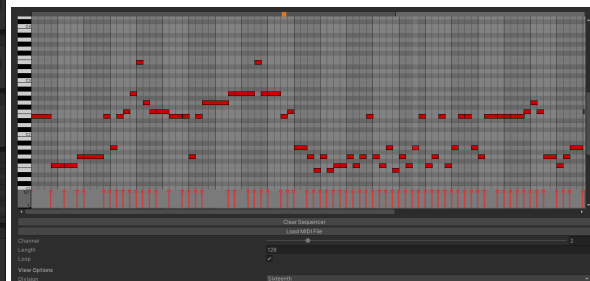 Clear Sequencer
Load MIDI File
Channel 2
Length 128
Loop
View Options
Division Sixteenth